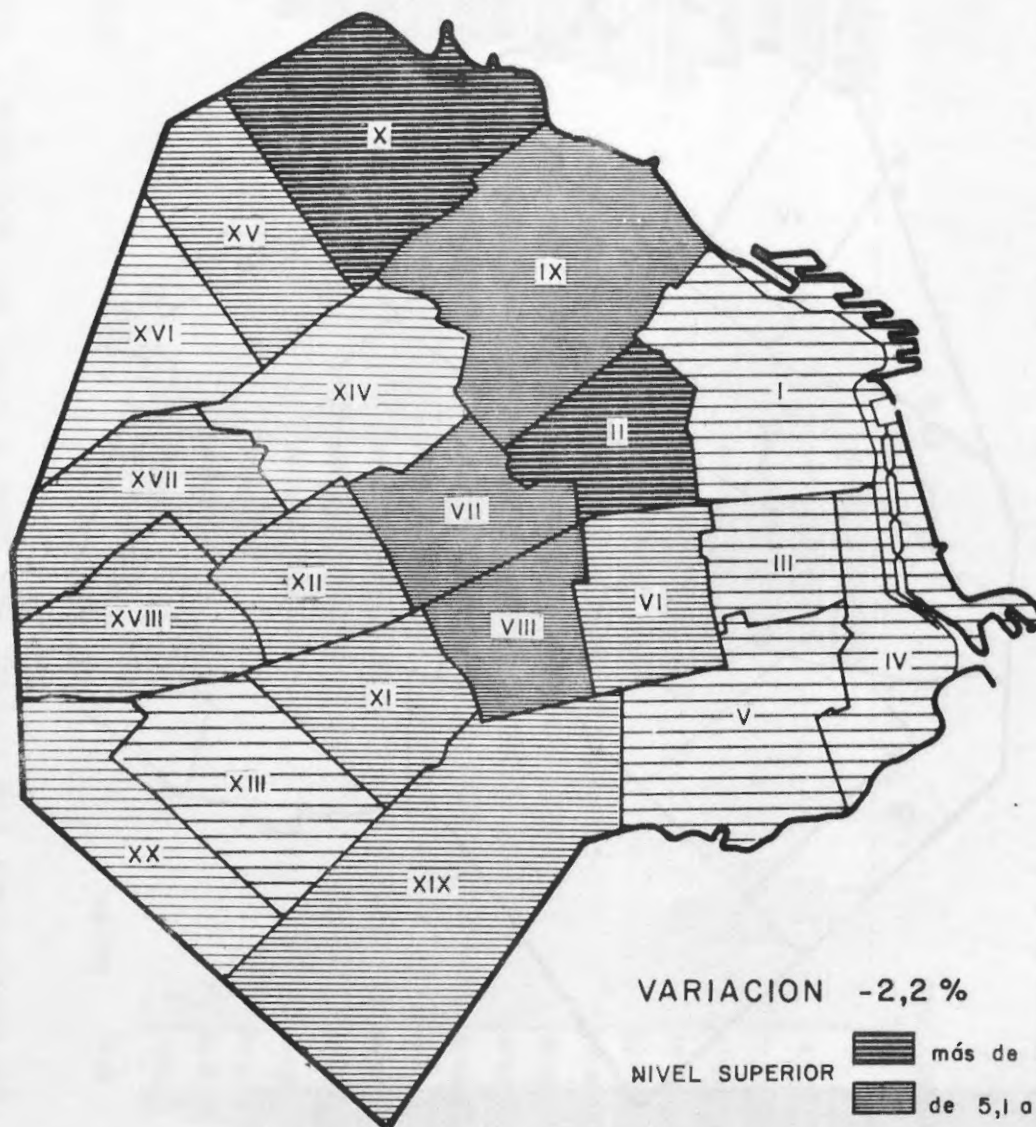 X
XV
IX
XVI
XIV
I
II
XVII
VII
III
XII
VI
XVIII
VIII
IV
XI
V
XIII
XX
XIX
VARIACION -2,2 %
NIVEL SUPERIOR
más de
de 5,1 a